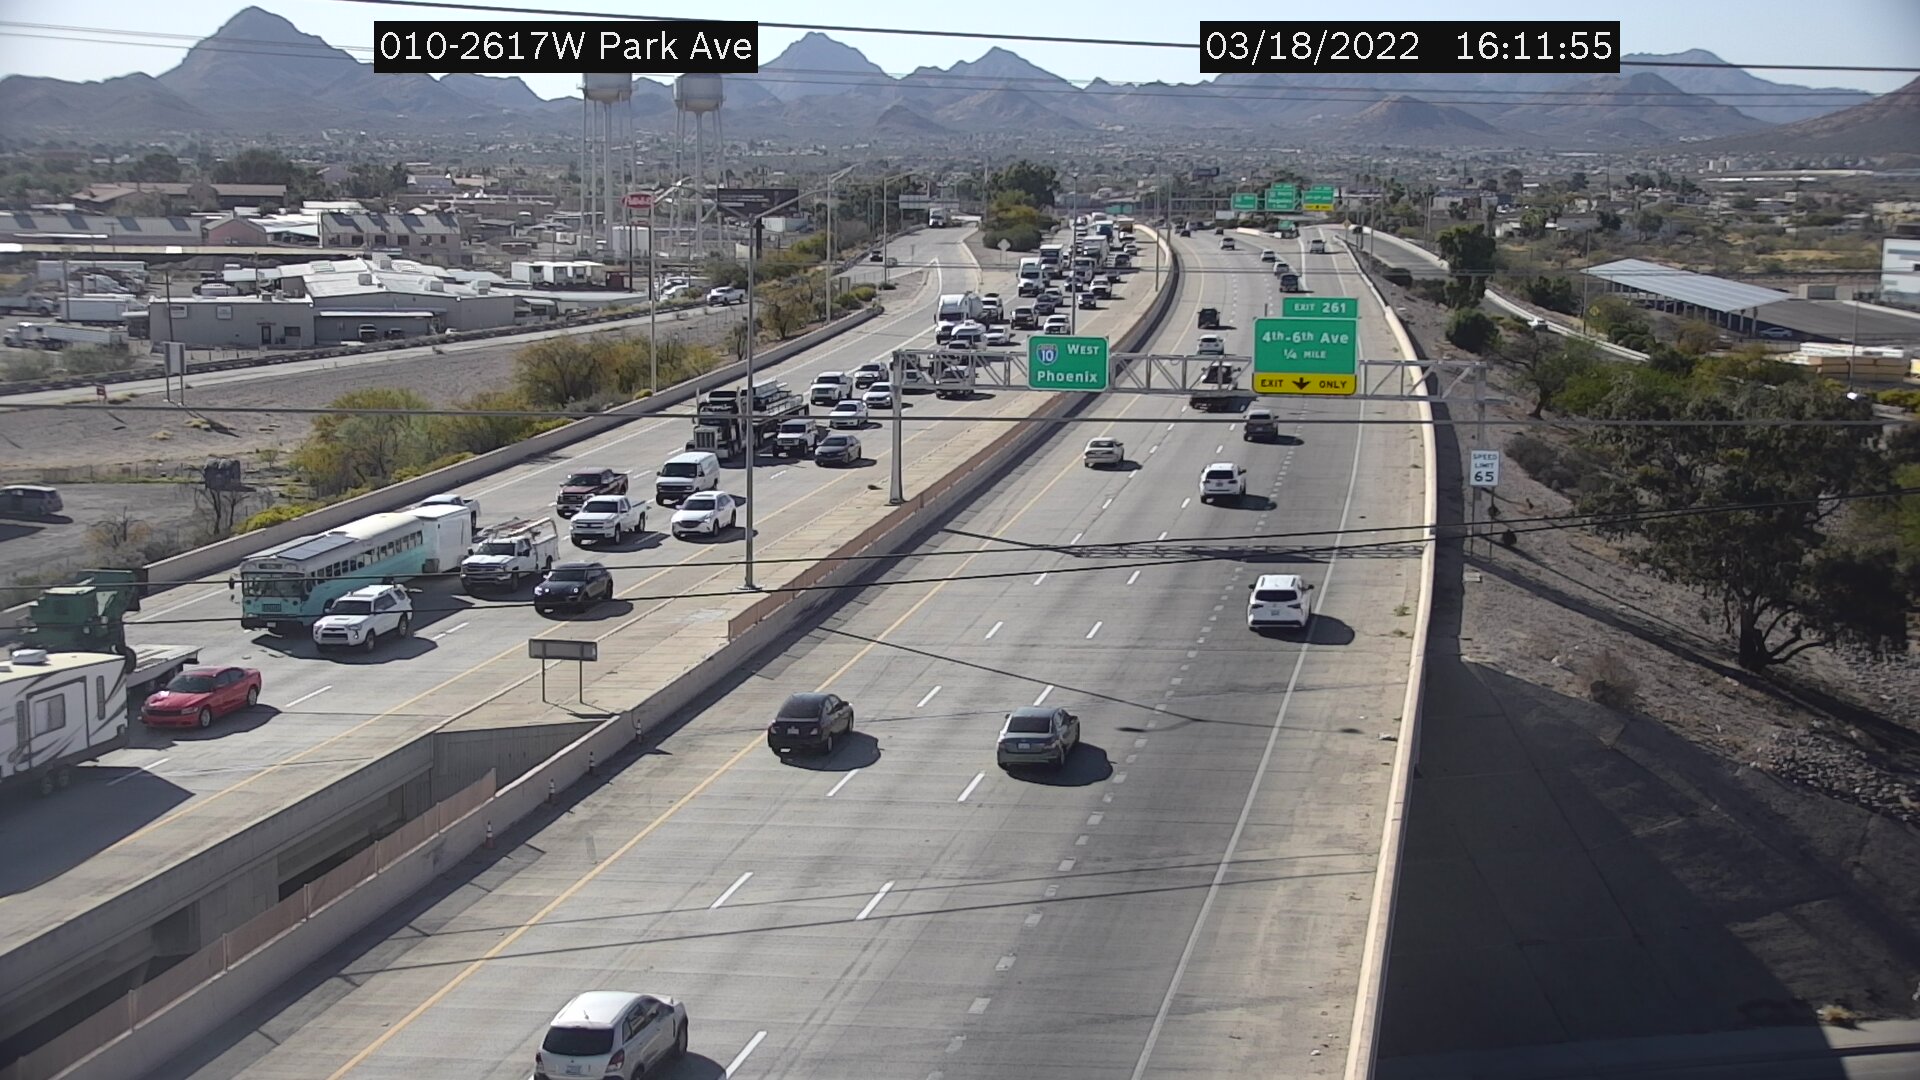 010-2617W Park Ave
03/18/2022 16:11:55
EXIT 261
4th-6th Ave
1/4 MILE
EXIT ONLY
10
WEST
Phoenix
SPEED
LIMIT
65